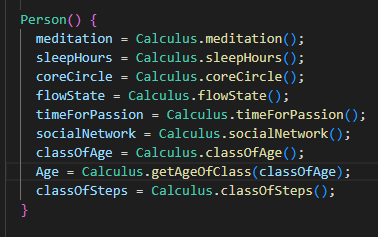 Person() {
meditation = Calculus.meditation();
sleepHours = Calculus.sleepHours();
coreCircle = Calculus.coreCircle();
flowState = Calculus.flowState();
timeForPassion = Calculus.timeForPassion();
socialNetwork = Calculus.socialNetwork();
classOfAge = Calculus.classOfAge();
Age = Calculus.getAgeOfClass(classOfAge);
classOfSteps = Calculus.classOfSteps();
}